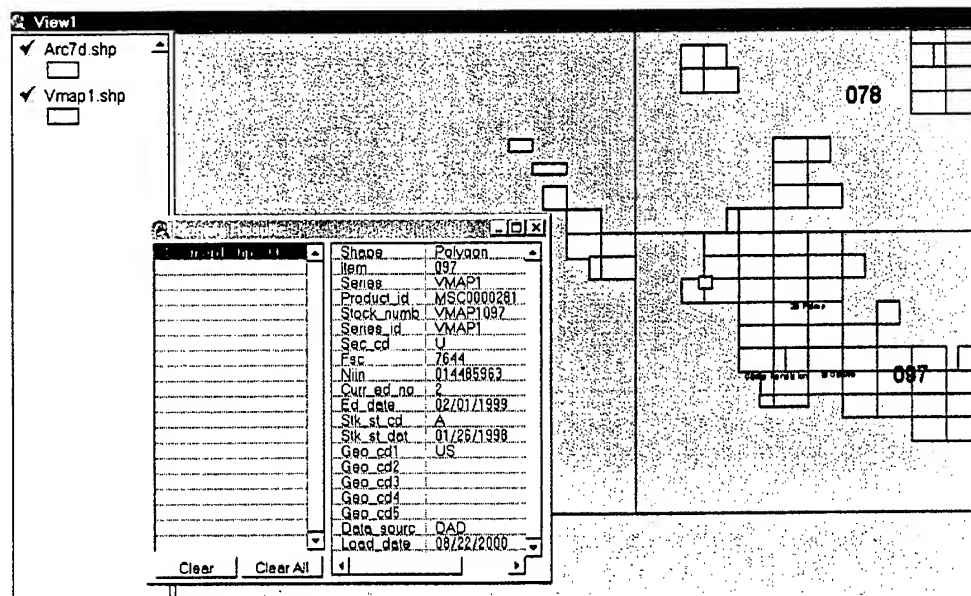 View1
Arc7d.shp
Vmap1.shp
078
Shape Polygon
Item 097
Series VMAP1
Product_id MSC0000281
Stock_numb VMAP1097
Series_id VMAP1
Sec_cd U
Fsc 7644
Niin 014485963
Curr_ed_no 2
Ed_date 02/01/1999
Stk_st_cd A
Stk_st_dat 01/26/1998
Geo_cd1 US
Geo_cd2
Geo_cd3
Geo_cd4
Geo_cd5
Data_sourc DAD
Load_date 08/22/2000
Clear Clear All
29 Palms
097